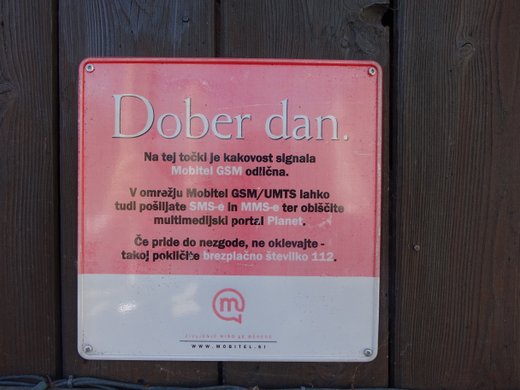 Dober dan.
Na tej točki je kakovost signala
Mobitel GSM odlična.
V omrežju Mobitel GSM/UMTS lahko
tudi pošiljate SMS-e in MMS-e ter obiščite
multimedijski portal Planet.
Če pride do nezgode, ne oklevajte -
takoj pokličite brezplačno številko 112.
m
WWW.MOBITEL.SI